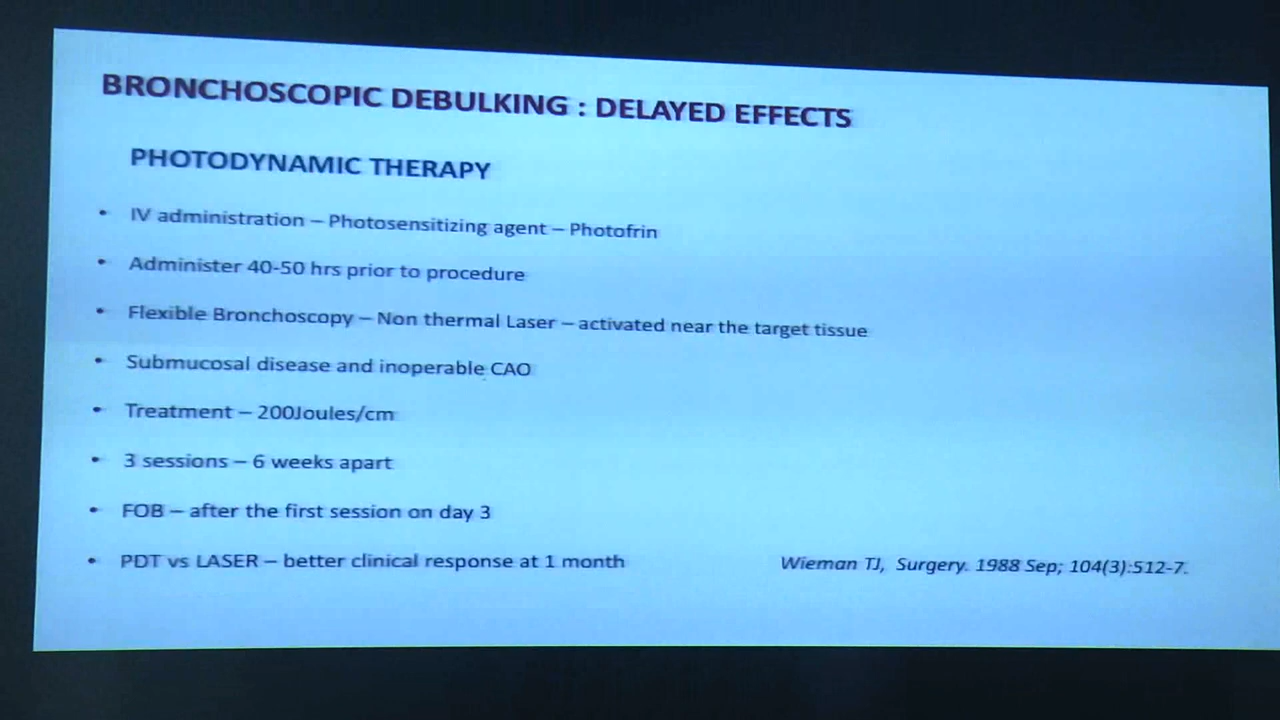 BRONCHOSCOPIC DEBULKING : DELAYED EFFECTS
PHOTODYNAMIC THERAPY
• IV administration – Photosensitizing agent – Photofrin
• Administer 40-50 hrs prior to procedure
• Flexible Bronchoscopy – Non thermal Laser – activated near the target tissue
• Submucosal disease and inoperable CAO
• Treatment – 200Joules/cm
• 3 sessions – 6 weeks apart
• FOB – after the first session on day 3
• PDT vs LASER – better clinical response at 1 month
Wieman TJ, Surgery. 1988 Sep; 104(3):512-7.